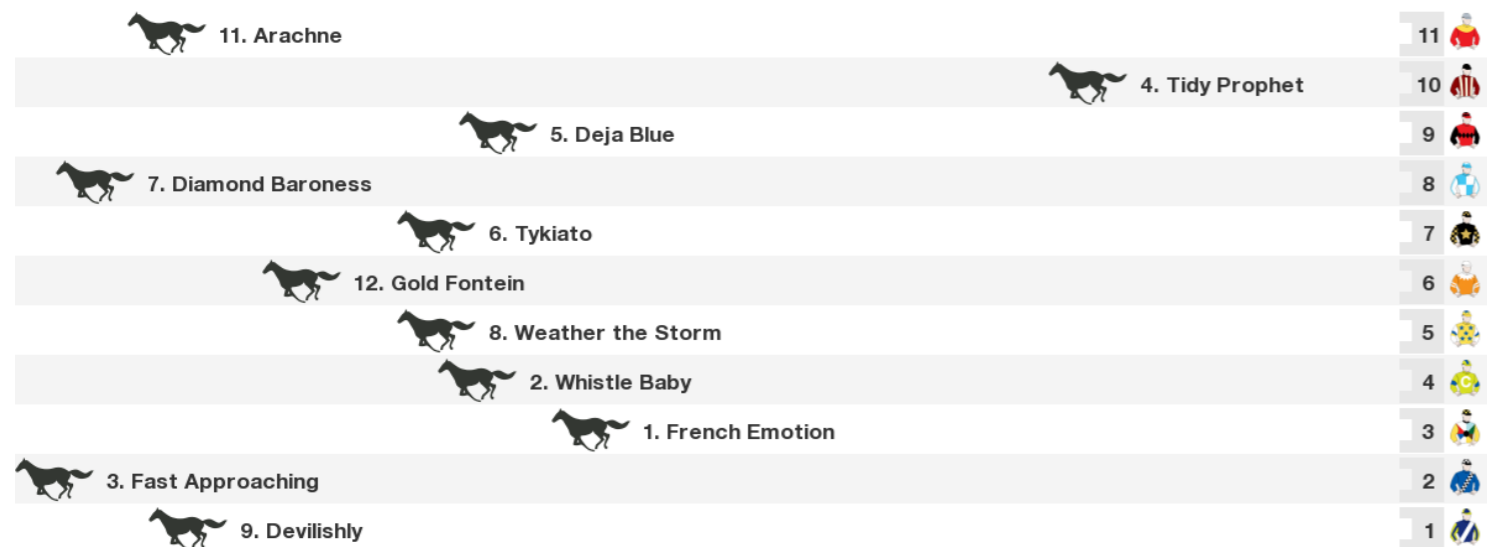 11. Arachne 11
4. Tidy Prophet 10
5. Deja Blue 9
7. Diamond Baroness 8
6. Tykiato 7
12. Gold Fontein 6
8. Weather the Storm 5
2. Whistle Baby 4 C
1. French Emotion 3
3. Fast Approaching 2
9. Devilishly 1